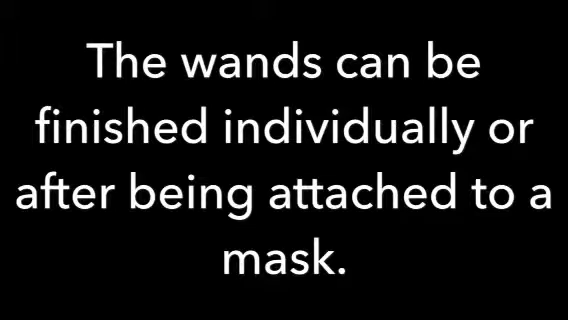 The wands can be
finished individually or
after being attached to a
mask.